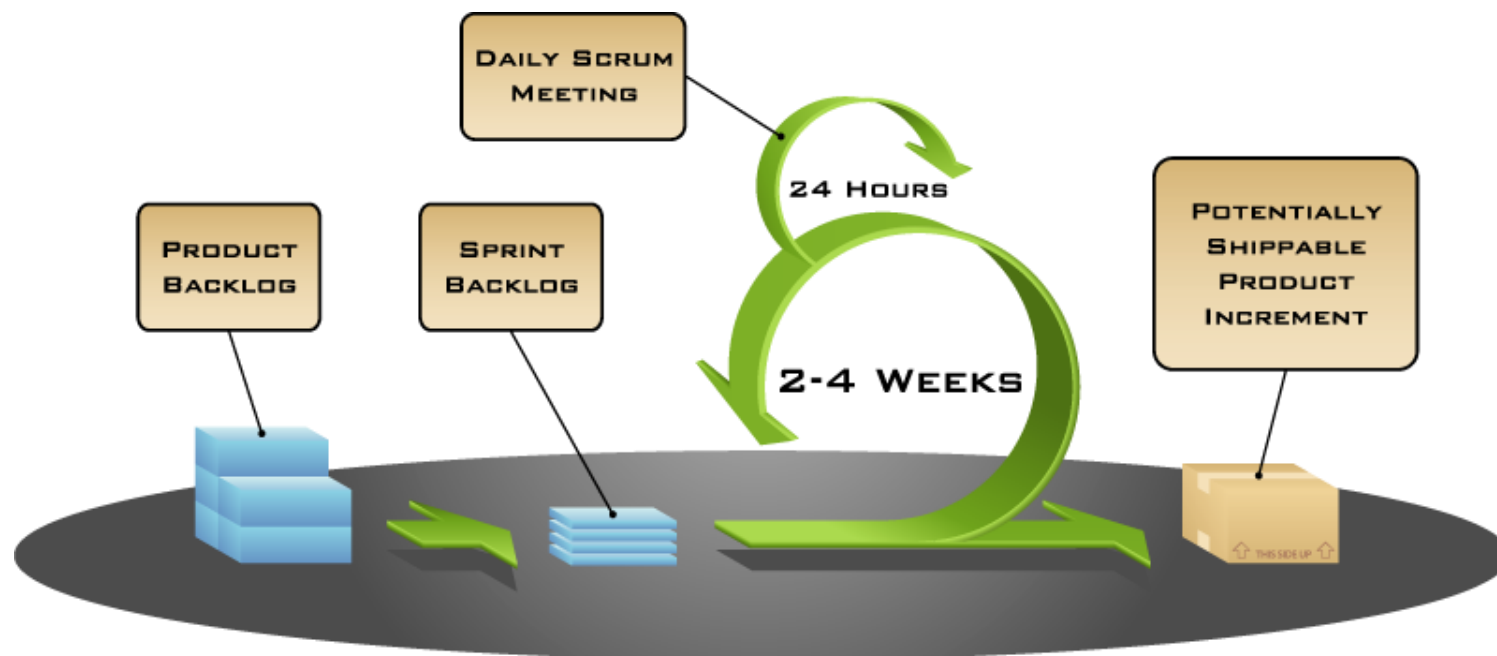 DAILY SCRUM
MEETING
24 HOURS
PRODUCT
BACKLOG
SPRINT
BACKLOG
2-4 WEEKS
POTENTIALLY
SHIPPABLE
PRODUCT
INCREMENT
THIS SIDE UP